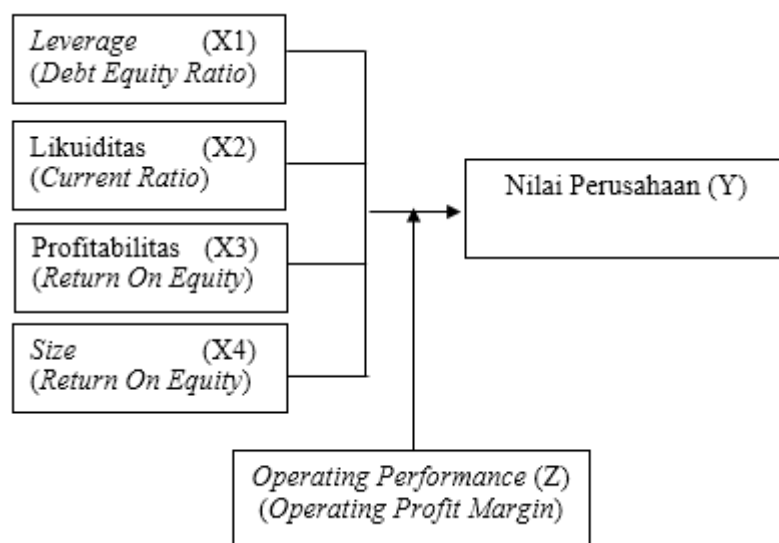 Leverage (X1)
(Debt Equity Ratio)
Likuiditas (X2)
(Current Ratio)
Profitabilitas (X3)
(Return On Equity)
Size (X4)
(Return On Equity)
Nilai Perusahaan (Y)
Operating Performance (Z)
(Operating Profit Margin)